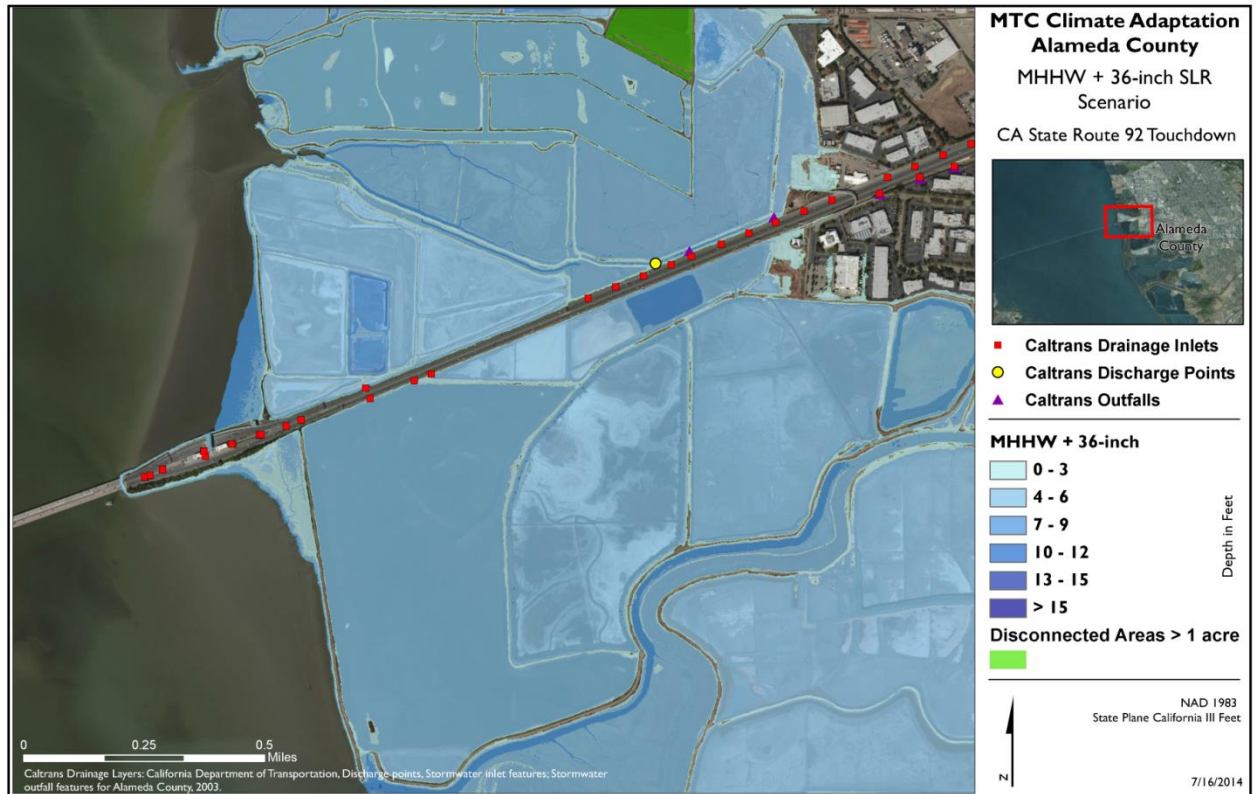 MTC Climate Adaptation
Alameda County
MHHW + 36-inch SLR
Scenario
CA State Route 92 Touchdown
Alameda
County
Caltrans Drainage Inlets
Caltrans Discharge Points
Caltrans Outfalls
MHHW + 36-inch
0 - 3
4 - 6
7 - 9
10 - 12
13 - 15
> 15
Depth in Feet
Disconnected Areas > 1 acre
NAD 1983
State Plane California III Feet
N
7/16/2014
0 0.25 0.5
Miles
Caltrans Drainage Layers: California Department of Transportation, Discharge points, Stormwater inlet features; Stormwater
outfall features for Alameda County, 2003.